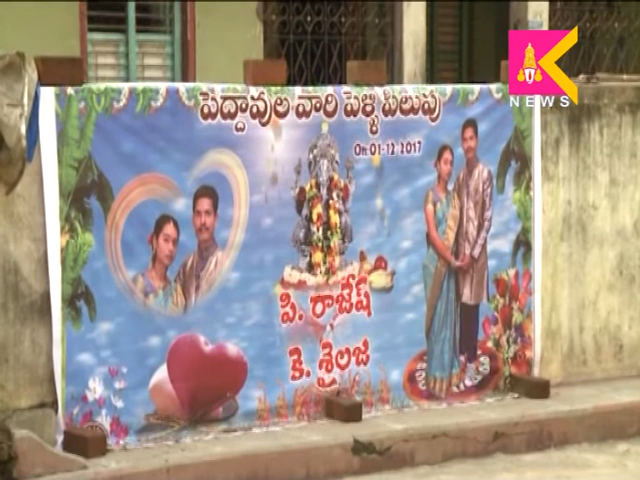 పెద్దావుల వారి పెళ్ళి పిలుపు
On:01-12-2017
పి. రాజేష్
కె. శైలజ
K
NEWS